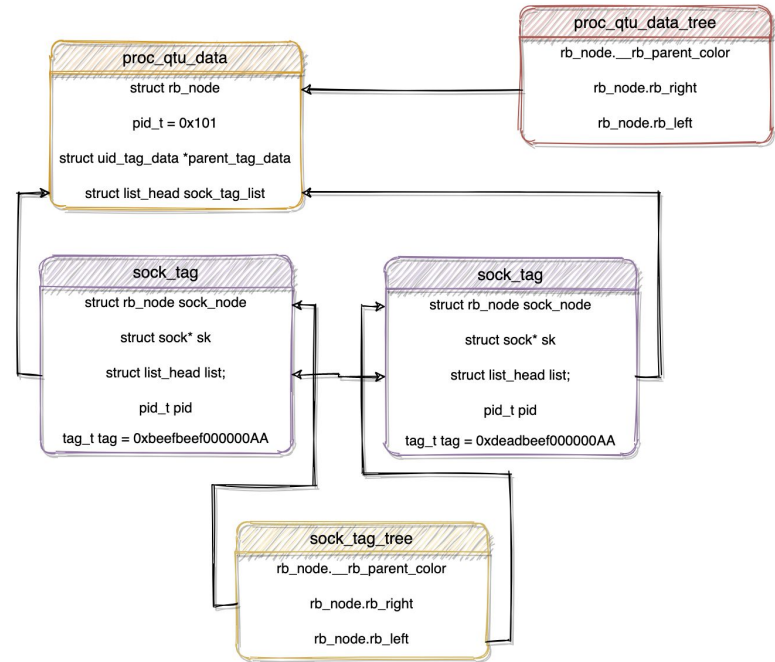 proc_qtu_data_tree
rb_node.__rb_parent_color
rb_node.rb_right
rb_node.rb_left
proc_qtu_data
struct rb_node
pid_t = 0x101
struct uid_tag_data *parent_tag_data
struct list_head sock_tag_list
sock_tag
struct rb_node sock_node
struct sock* sk
struct list_head list;
pid_t pid
tag_t tag = 0xbeefbeef000000AA
sock_tag
struct rb_node sock_node
struct sock* sk
struct list_head list;
pid_t pid
tag_t tag = 0xdeadbeef000000AA
sock_tag_tree
rb_node.__rb_parent_color
rb_node.rb_right
rb_node.rb_left